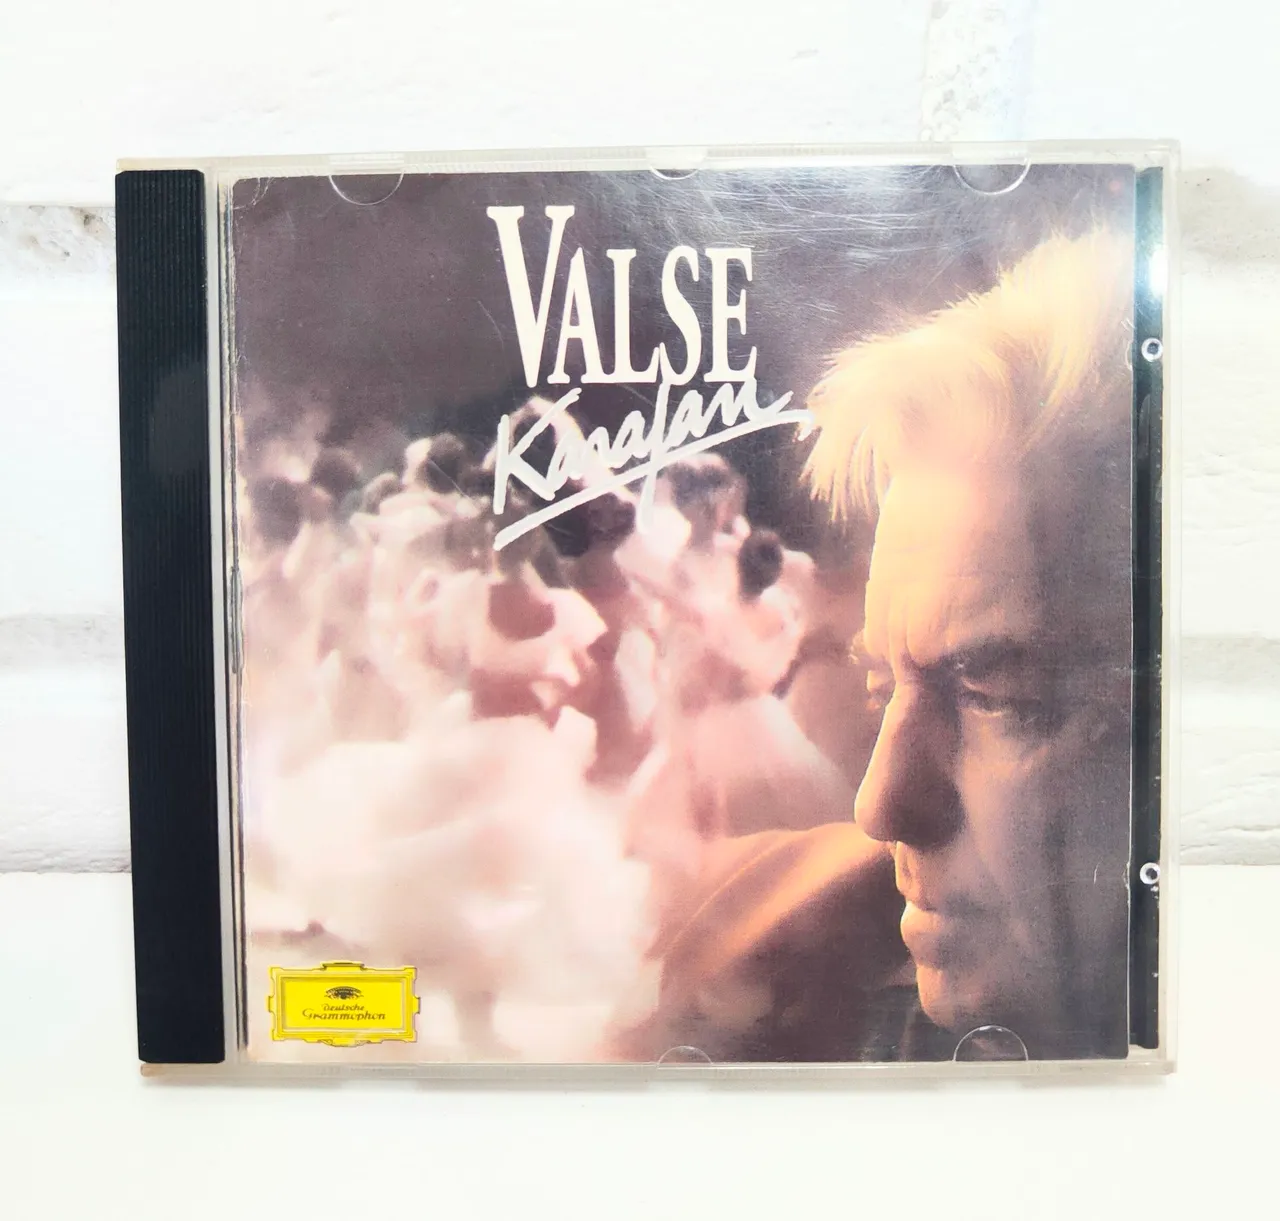 VALSE
Karajan
Deutsche
Grammophon